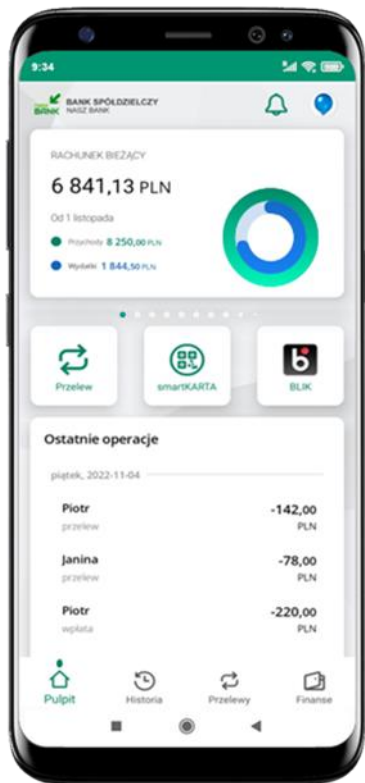 9:34
BANK SPÓŁDZIELCZY
BANK NASZ BANK
RACHUNEK BIEŻĄCY
6 841,13 PLN
Od 1 listopada
Przychody 8 250,00 PLN
Wydatki 1 844,50 PLN
Przelew
smartKARTA
BLIK
Ostatnie operacje
piątek, 2022-11-04
Piotr -142,00
przelew PLN
Janina -78,00
przelew PLN
Piotr -220,00
wpłata PLN
Pulpit
Historia
Przelewy
Finanse